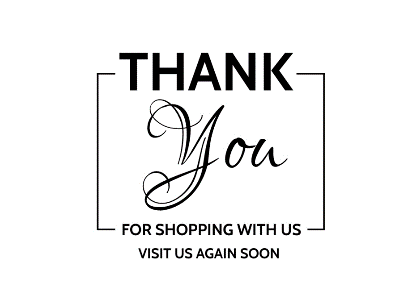 THANK
You
FOR SHOPPING WITH US
VISIT US AGAIN SOON